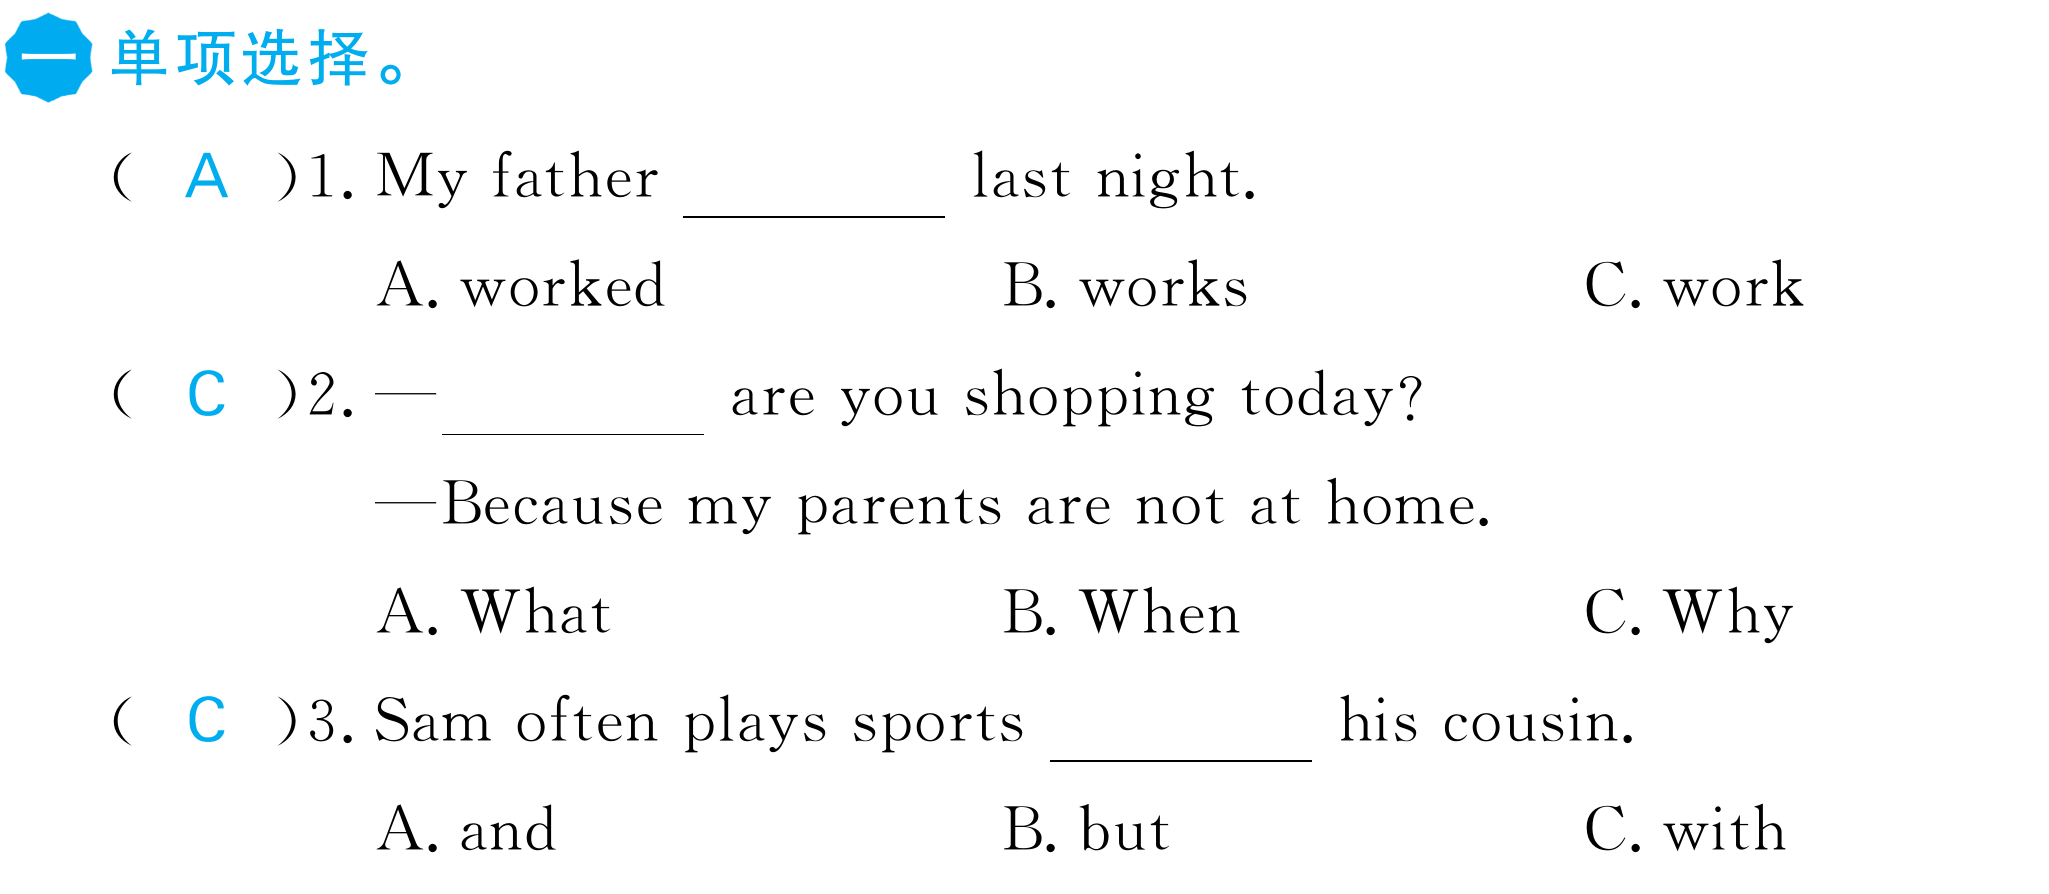 一 单项选择。
( A )1. My father ________ last night.
A. worked B. works C. work
( C )2. —________ are you shopping today?
—Because my parents are not at home.
A. What B. When C. Why
( C )3. Sam often plays sports ________ his cousin.
A. and B. but C. with